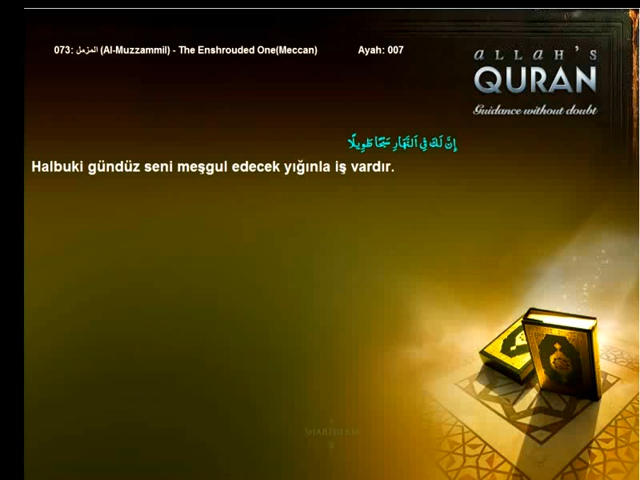 073: المزمل (Al-Muzzammil) - The Enshrouded One(Meccan) Ayah: 007
ALLAH'S
QURAN
Guidance without doubt
إِنَّ لَكَ فِي ٱلنَّهَارِ سَبْحًا طَوِيلًا
Halbuki gündüz seni meşgul edecek yığınla iş vardır.